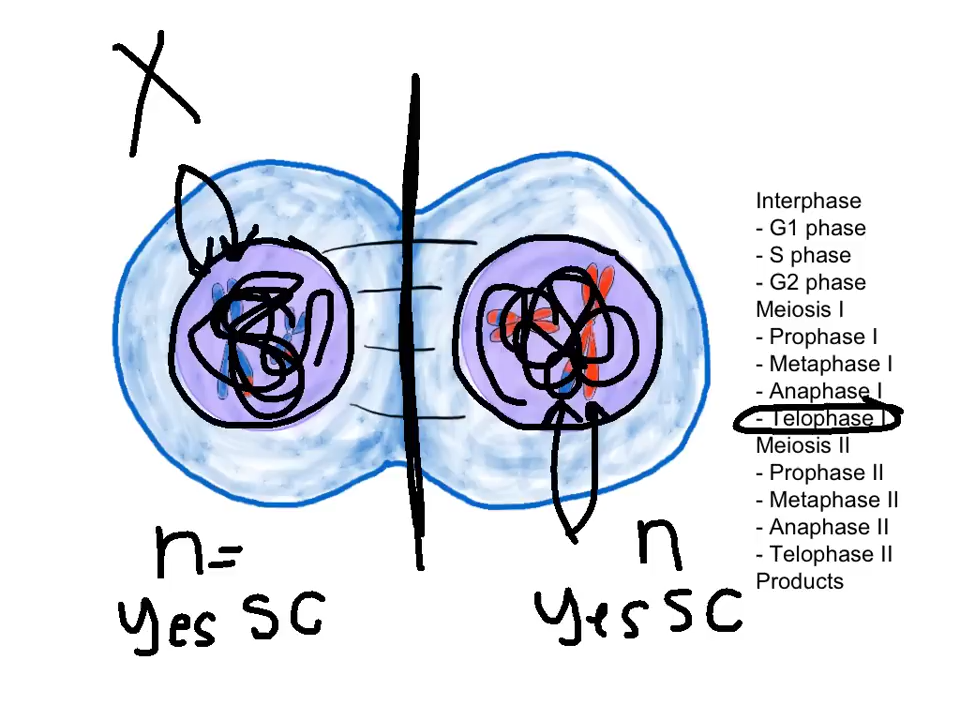 X
Interphase
- G1 phase
- S phase
- G2 phase
Meiosis I
- Prophase I
- Metaphase I
- Anaphase I
- Telophase I
Meiosis II
- Prophase II
- Metaphase II
- Anaphase II
- Telophase II
Products
n=
yes SC
n
yes SC